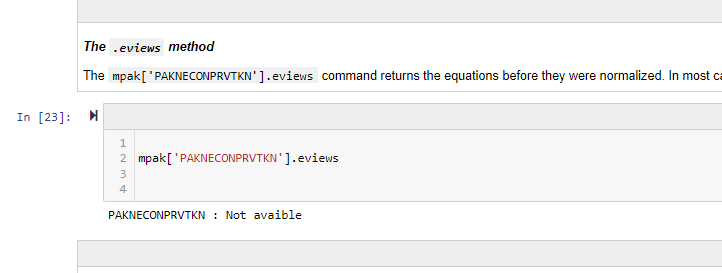 The .eviews method
The mpak['PAKNECONPRVTKN'].eviews command returns the equations before they were normalized. In most ca
In [23]:
1
2 mpak['PAKNECONPRVTKN'].eviews
3
4
PAKNECONPRVTKN : Not avaible